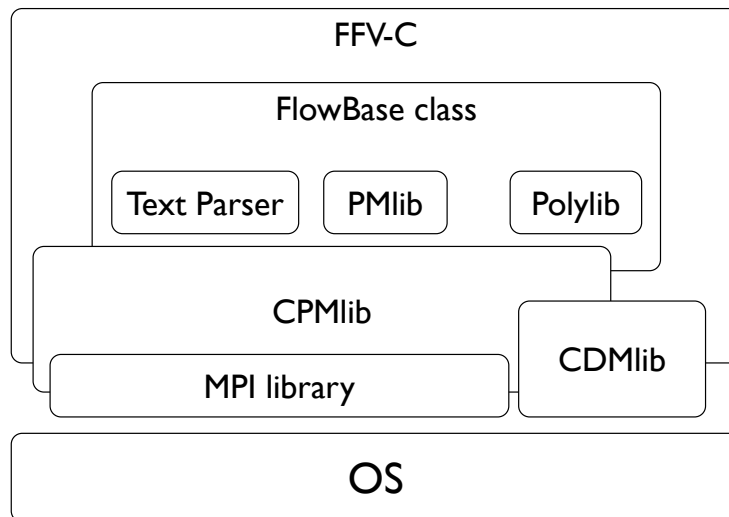 FFV-C
FlowBase class
Text Parser
PMlib
Polylib
CPMlib
CDMlib
MPI library
OS